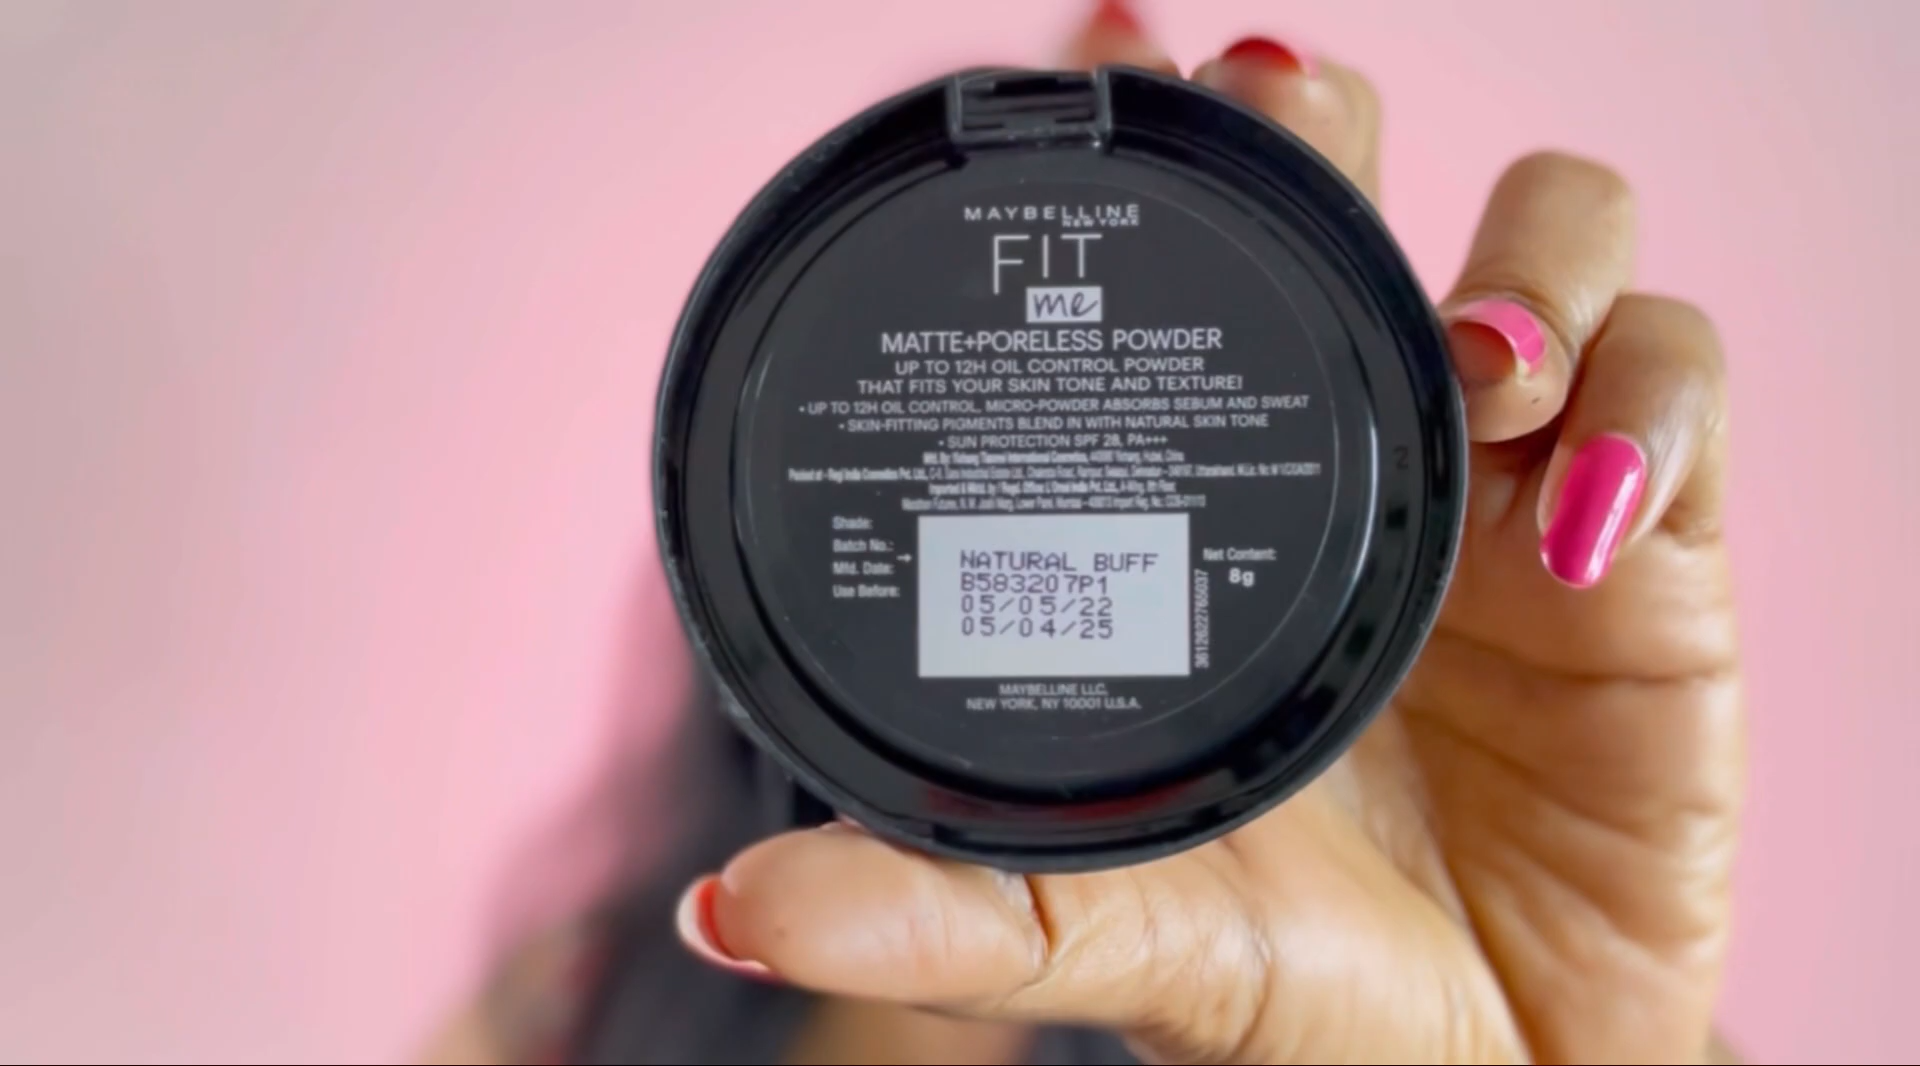 MAYBELLINE
NEW YORK
FIT
me
MATTE+PORELESS POWDER
UP TO 12H OIL CONTROL POWDER
THAT FITS YOUR SKIN TONE AND TEXTURE!
• UP TO 12H OIL CONTROL, MICRO-POWDER ABSORBS SEBUM AND SWEAT
• SKIN-FITTING PIGMENTS BLEND IN WITH NATURAL SKIN TONE
• SUN PROTECTION SPF 28, PA+++
Shade:
Batch No.: →
Mfd. Date:
Use Before:
NATURAL BUFF
B583207P1
05/05/22
05/04/25
Net Content:
8g
MAYBELLINE LLC,
NEW YORK, NY 10001 U.S.A.
2